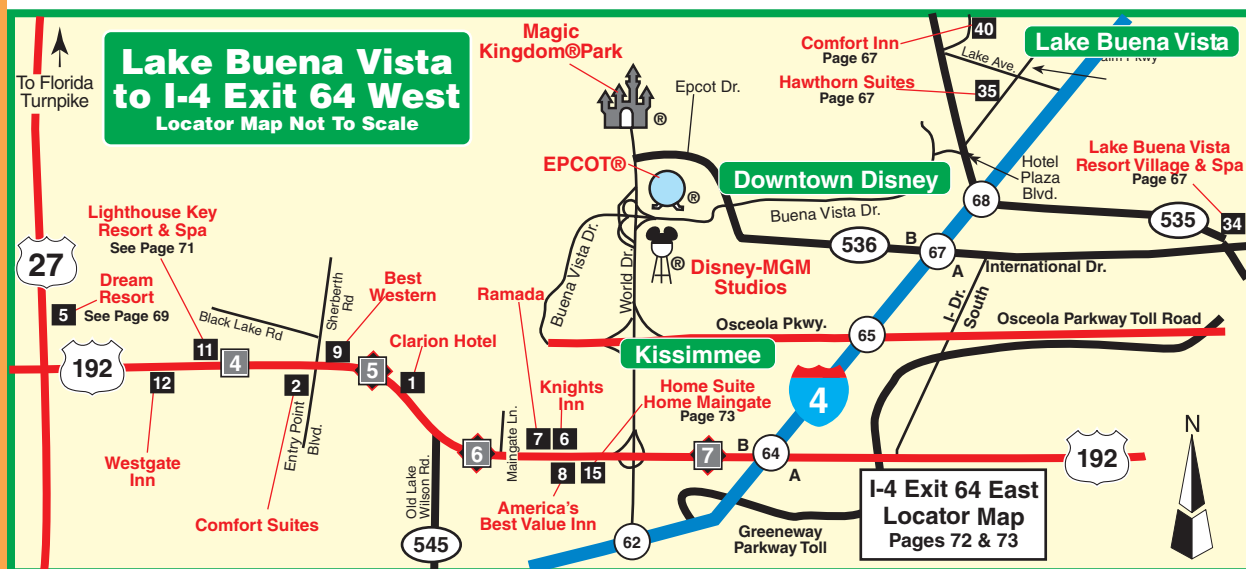 Lake Buena Vista
to I-4 Exit 64 West
Locator Map Not To Scale
To Florida
Turnpike
Magic
Kingdom®Park
®
Epcot Dr.
EPCOT®
®
Downtown Disney
Buena Vista Dr.
Comfort Inn
Page 67
40
Lake Ave.
Lake Buena Vista
Hawthorn Suites
Page 67
35
Hotel
Plaza
Blvd.
Lake Buena Vista
Resort Village & Spa
Page 67
34
68
535
536
B
67
A
International Dr.
I- Dr.
South
Lighthouse Key
Resort & Spa
See Page 71
27
Dream
Resort
See Page 69
5
Black Lake Rd
Sherberth
Rd
Best
Western
Ramada
Buena Vista Dr.
World Dr.
®
Disney-MGM
Studios
Osceola Pkwy.
65
Osceola Parkway Toll Road
192
11
4
9
5
Clarion Hotel
1
12
2
Entry Point
Blvd.
Westgate
Inn
Comfort Suites
Kissimmee
Knights
Inn
Home Suite
Home Maingate
Page 73
4
Maingate Ln.
7
6
6
8
15
7
B
64
A
192
N
Old Lake
Wilson Rd.
545
America's
Best Value Inn
62
Greeneway
Parkway Toll
I-4 Exit 64 East
Locator Map
Pages 72 & 73